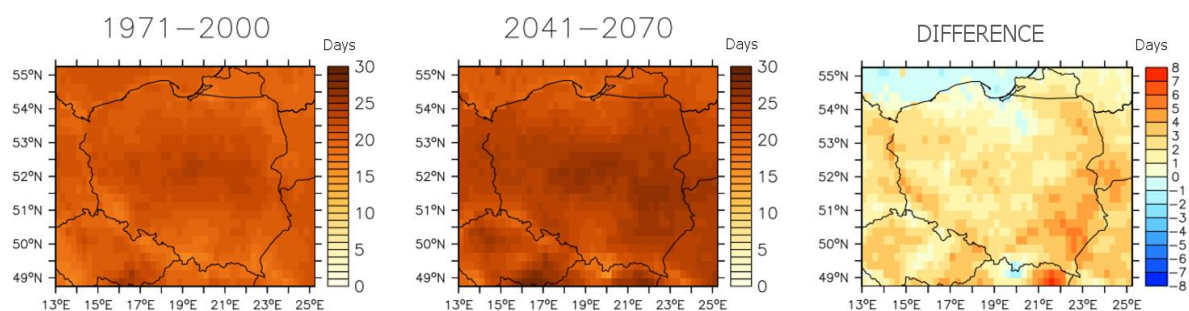 1971−2000
Days
55°N
54°N
53°N
52°N
51°N
50°N
49°N
13°E 15°E 17°E 19°E 21°E 23°E 25°E
30
25
20
15
10
5
0
2041−2070
Days
55°N
54°N
53°N
52°N
51°N
50°N
49°N
13°E 15°E 17°E 19°E 21°E 23°E 25°E
30
25
20
15
10
5
0
DIFFERENCE
Days
55°N
54°N
53°N
52°N
51°N
50°N
49°N
13°E 15°E 17°E 19°E 21°E 23°E 25°E
8
7
6
5
4
3
2
1
0
−1
−2
−3
−4
−5
−6
−7
−8